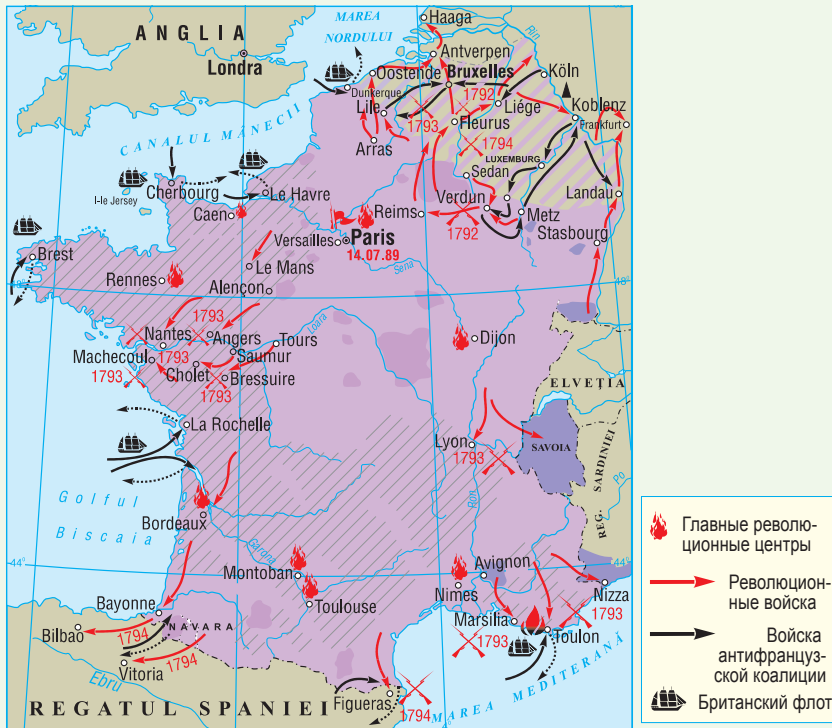 Haaga
MAREA
NORDULUI
Rin
ANGLIA
Londra
Antverpen
Oostende
Bruxelles
Köln
Dunkerque
1792
Lile
Liége
Koblenz
1793
Fleurus
Frankfurt
CANALUL MÂNECII
Arras
1794
LUXEMBURG
Sedan
Cherbourg
Le Havre
I-le Jersey
Verdun
Landau
Caen
Reims
Metz
Versailles
Paris
14.07.89
1792
Stasbourg
Brest
Sena
Le Mans
Rennes
Alençon
48°
48°
1793
Loara
Nantes
Angers
Tours
Dijon
Machecoul
1793
Saumur
1793
Cholet
Bressuire
1793
ELVEȚIA
La Rochelle
Lyon
SAVOIA
1793
REG. SARDINIEI
Po
Golful
Biscaia
Ron
Bordeaux
Garona
44°
44°
Montoban
Avignon
Nimes
Nizza
Toulouse
Bayonne
Marsilia
1793
1793
Toulon
Bilbao
1794
NAVARA
1794
Vitoria
Ebru
MAREA MEDITERANĂ
Figueras
REGATUL SPANIEI
1794
Главные револю-
ционные центры
Революцион-
ные войска
Войска
антифранцуз-
ской коалиции
Британский флот